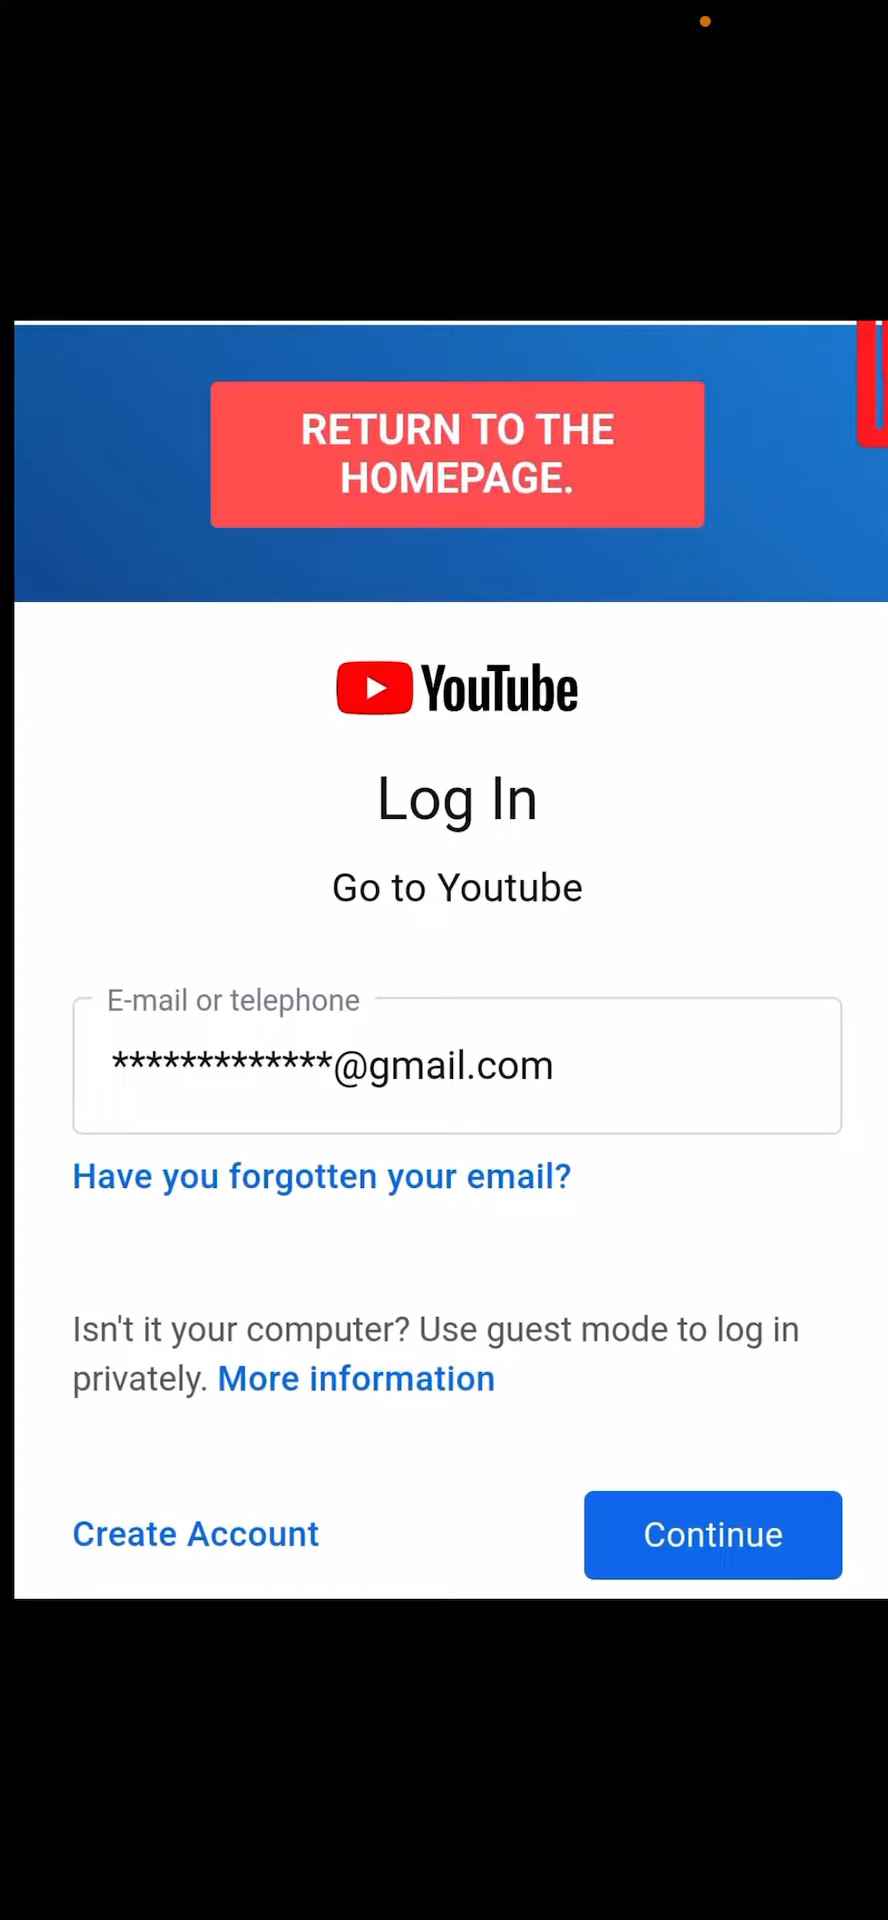 RETURN TO THE
HOMEPAGE.
YouTube
Log In
Go to Youtube
E-mail or telephone
*************@gmail.com
Have you forgotten your email?
Isn't it your computer? Use guest mode to log in
privately. More information
Create Account
Continue